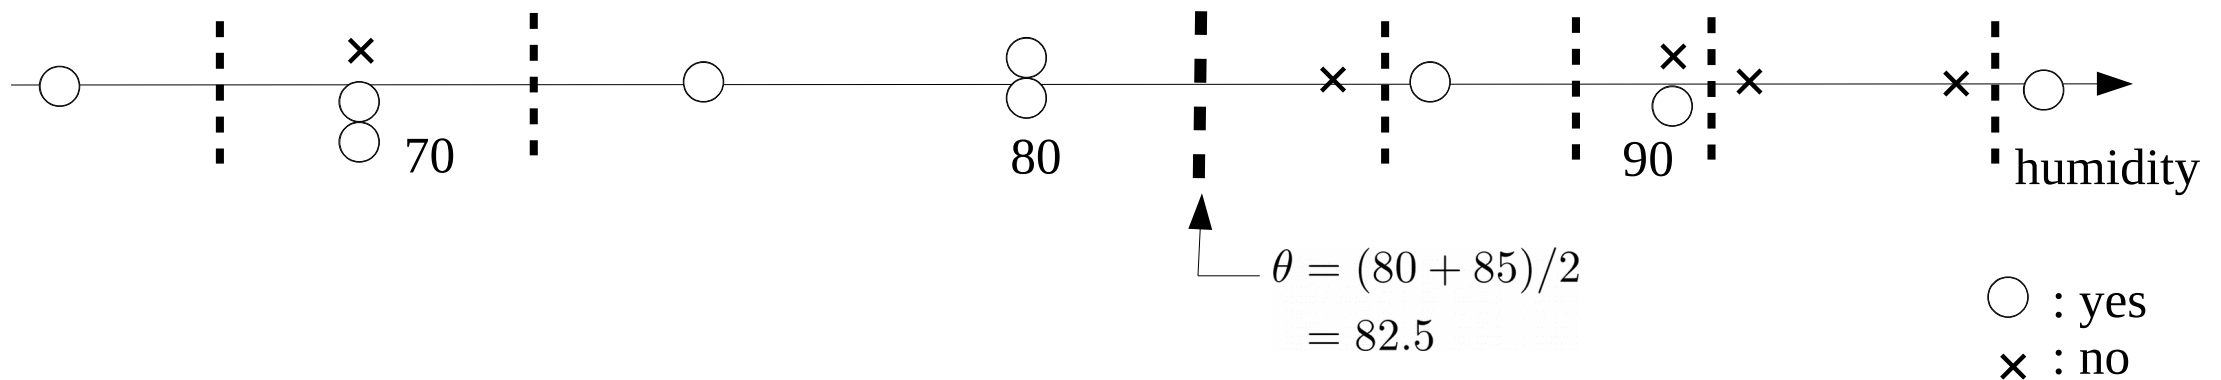 70
80
90
humidity
θ = (80 + 85)/2
= 82.5
: yes
: no